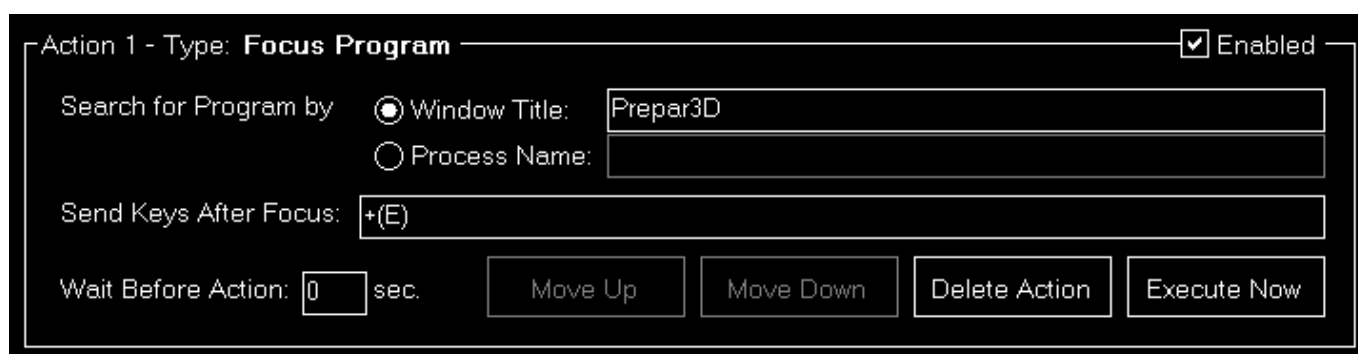 Action 1 - Type: Focus Program Enabled
Search for Program by Window Title: Prepar3D
Process Name:
Send Keys After Focus: +(E)
Wait Before Action: 0 sec. Move Up Move Down Delete Action Execute Now